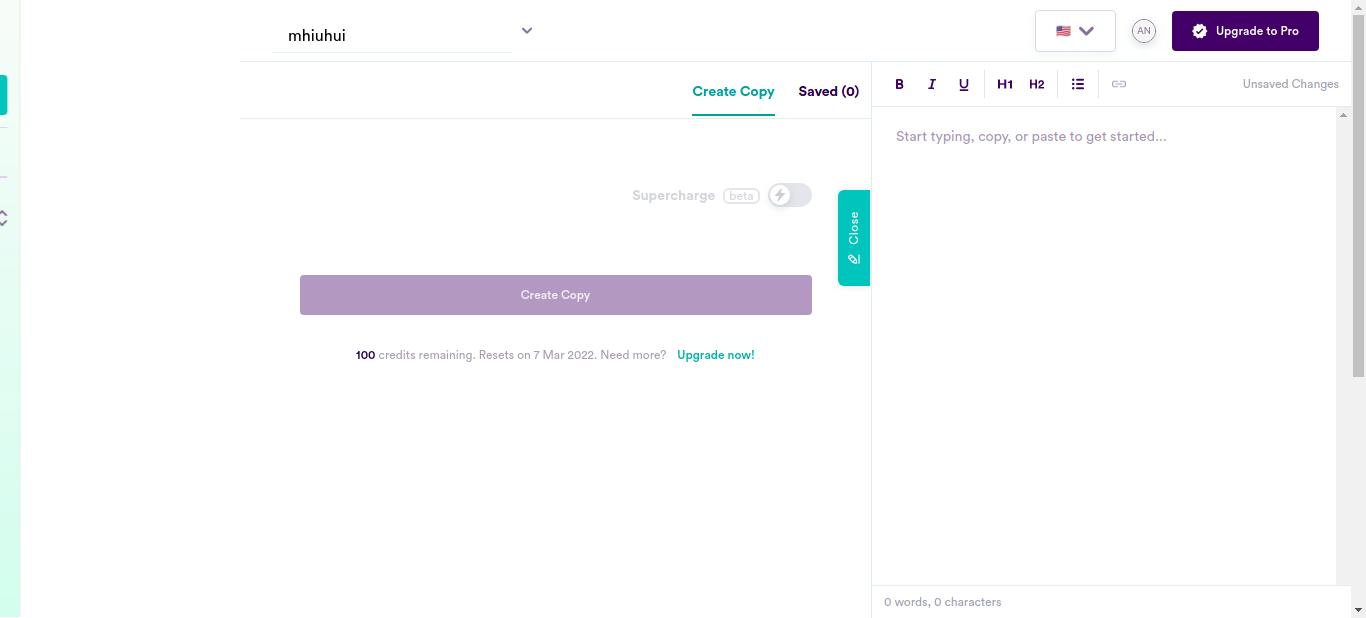 mhiuhui
AN
Upgrade to Pro
Create Copy
Saved (0)
B I U H1 H2
Unsaved Changes
Start typing, copy, or paste to get started...
Supercharge beta
Close
Create Copy
100 credits remaining. Resets on 7 Mar 2022. Need more? Upgrade now!
0 words, 0 characters